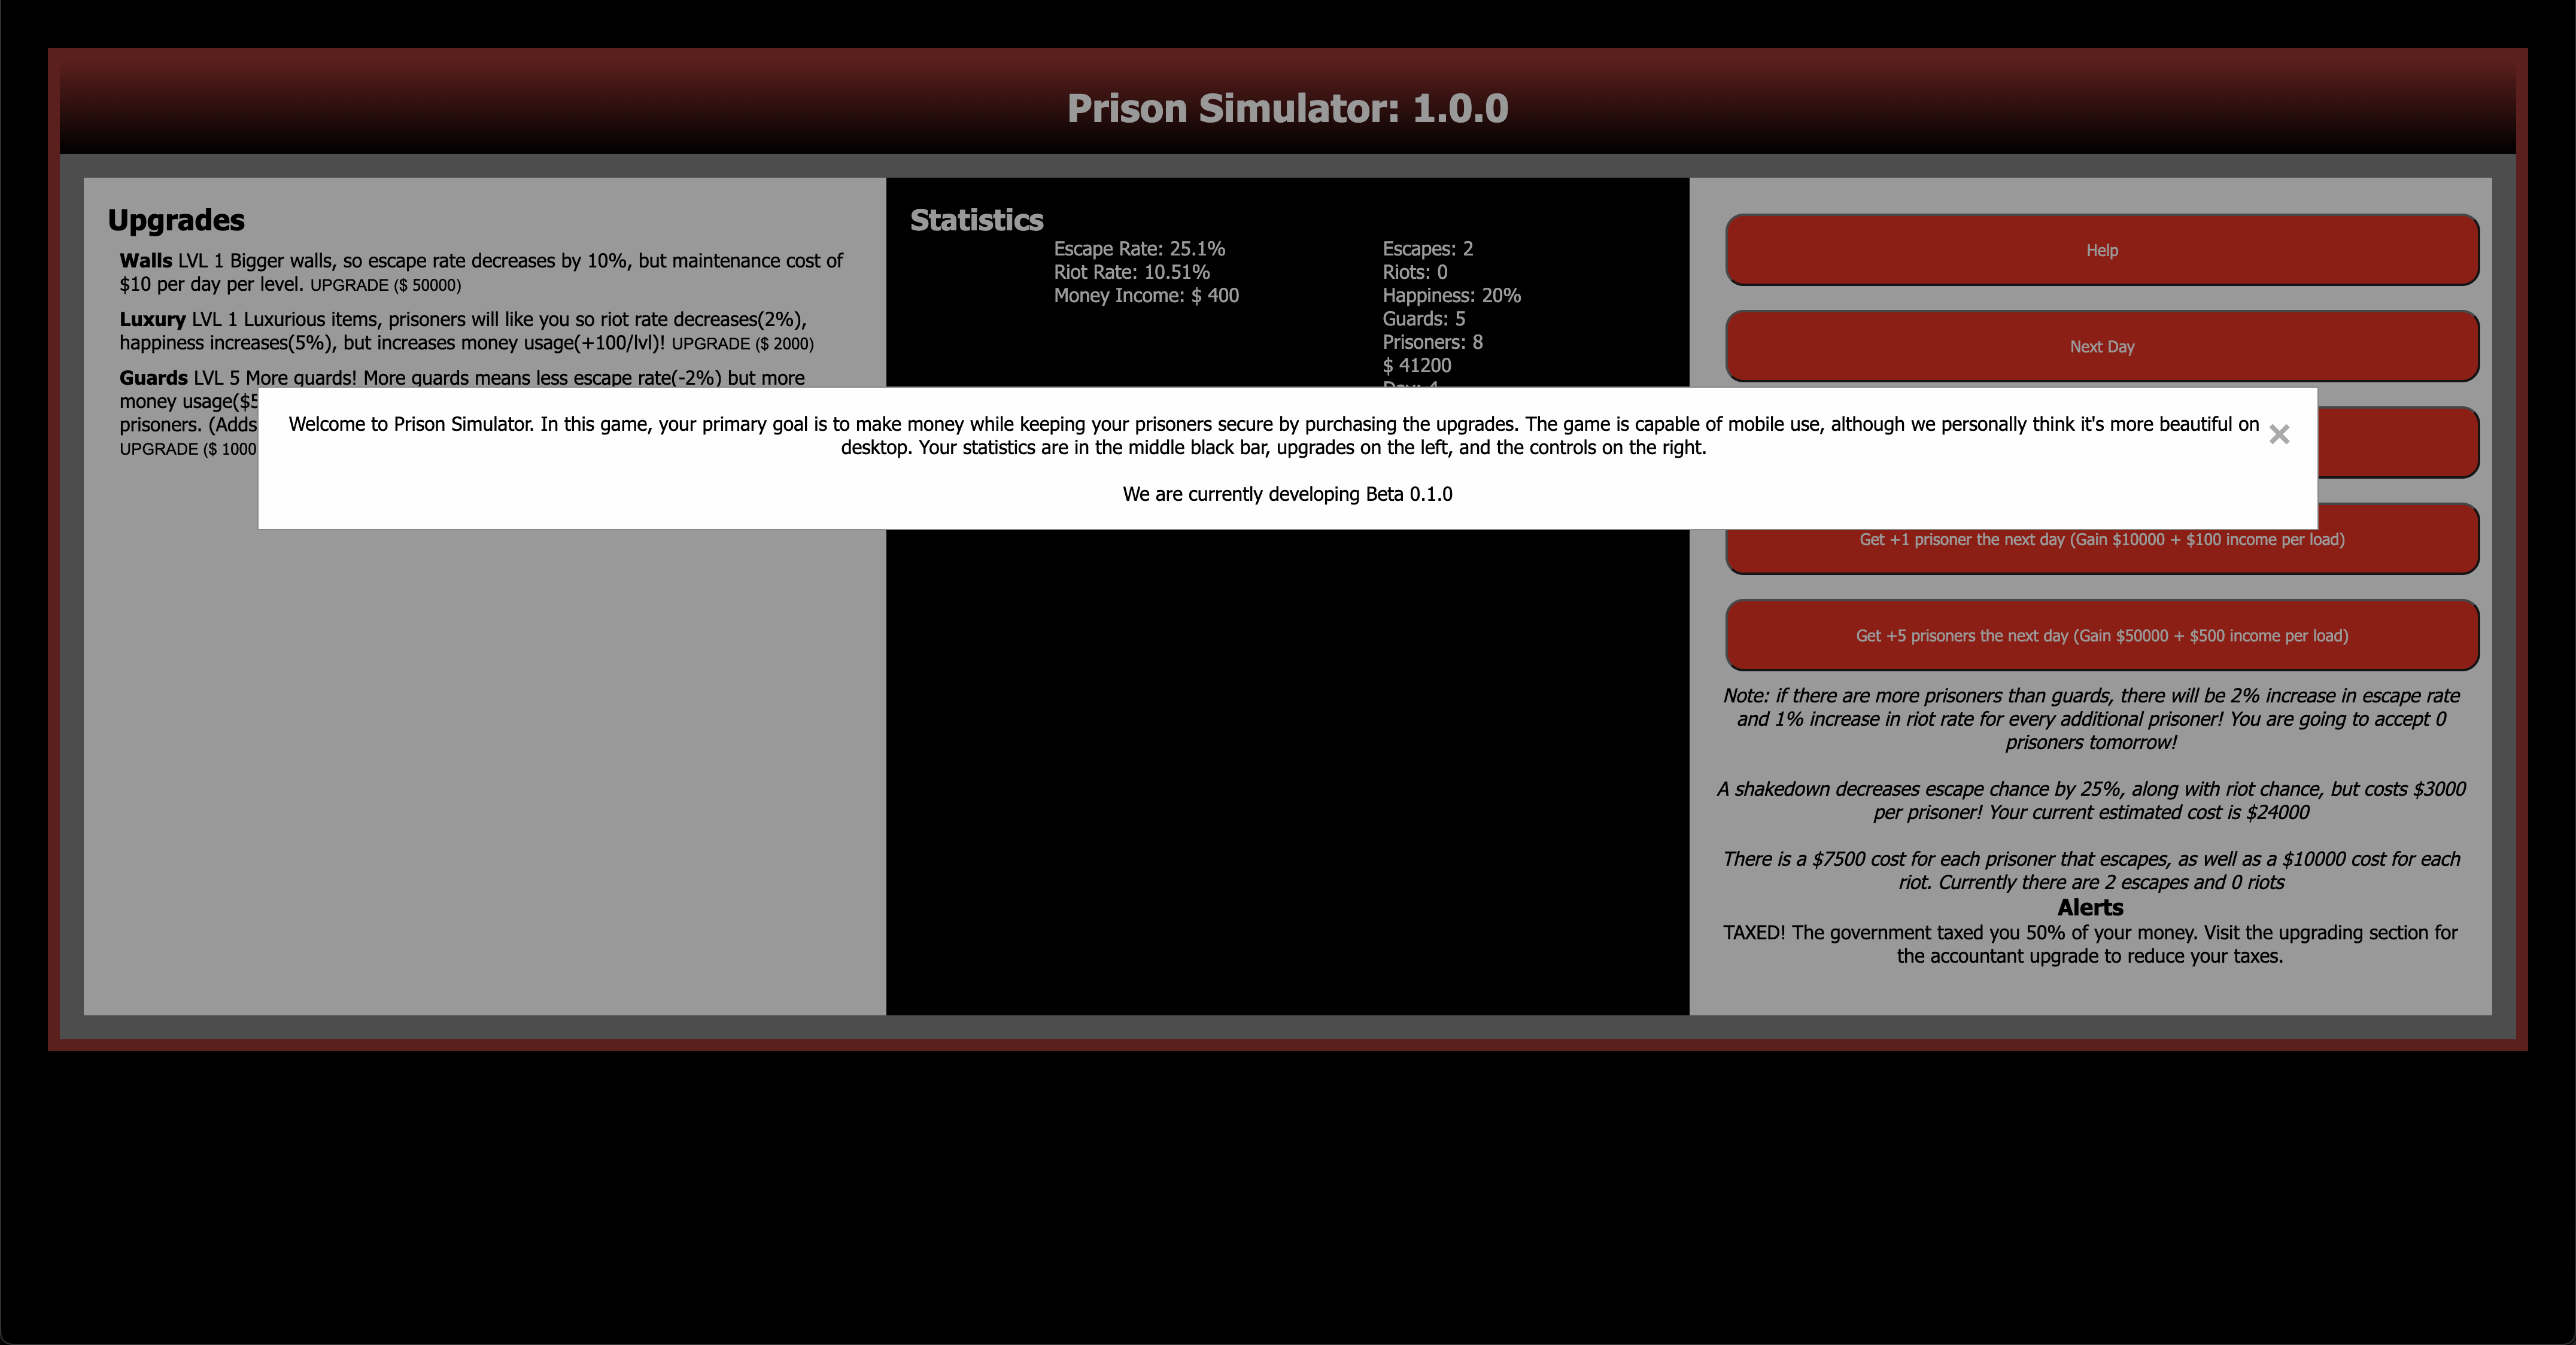 Prison Simulator: 1.0.0
Upgrades
Walls LVL 1 Bigger walls, so escape rate decreases by 10%, but maintenance cost of
$10 per day per level. UPGRADE ($ 50000)
Luxury LVL 1 Luxurious items, prisoners will like you so riot rate decreases(2%),
happiness increases(5%), but increases money usage(+100/lvl)! UPGRADE ($ 2000)
Guards LVL 5 More guards! More guards means less escape rate(-2%) but more
money usage($5
prisoners. (Adds
UPGRADE ($ 1000
Statistics
Escape Rate: 25.1%
Riot Rate: 10.51%
Money Income: $ 400
Escapes: 2
Riots: 0
Happiness: 20%
Guards: 5
Prisoners: 8
$ 41200
Day: 4
Welcome to Prison Simulator. In this game, your primary goal is to make money while keeping your prisoners secure by purchasing the upgrades. The game is capable of mobile use, although we personally think it's more beautiful on
desktop. Your statistics are in the middle black bar, upgrades on the left, and the controls on the right.
We are currently developing Beta 0.1.0
×
Help
Next Day
Get +1 prisoner the next day (Gain $10000 + $100 income per load)
Get +5 prisoners the next day (Gain $50000 + $500 income per load)
Note: if there are more prisoners than guards, there will be 2% increase in escape rate
and 1% increase in riot rate for every additional prisoner! You are going to accept 0
prisoners tomorrow!
A shakedown decreases escape chance by 25%, along with riot chance, but costs $3000
per prisoner! Your current estimated cost is $24000
There is a $7500 cost for each prisoner that escapes, as well as a $10000 cost for each
riot. Currently there are 2 escapes and 0 riots
Alerts
TAXED! The government taxed you 50% of your money. Visit the upgrading section for
the accountant upgrade to reduce your taxes.